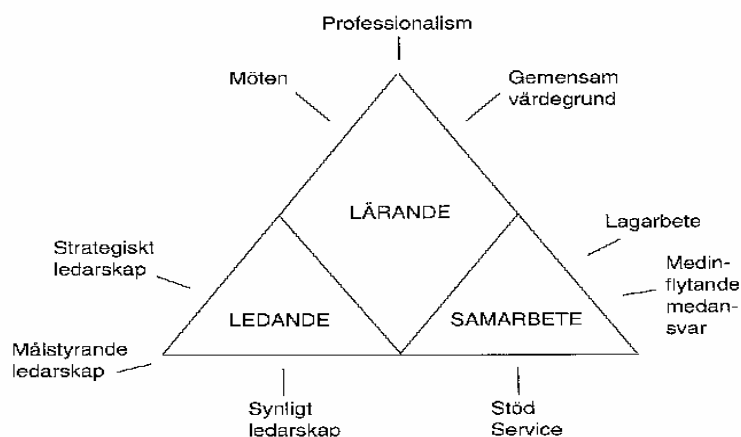 Professionalism
Möten
Gemensam
värdegrund
LÄRANDE
Lagarbete
Strategiskt
ledarskap
Medin-
flytande
medan-
svar
LEDANDE
SAMARBETE
Målstyrande
ledarskap
Synligt
ledarskap
Stöd
Service